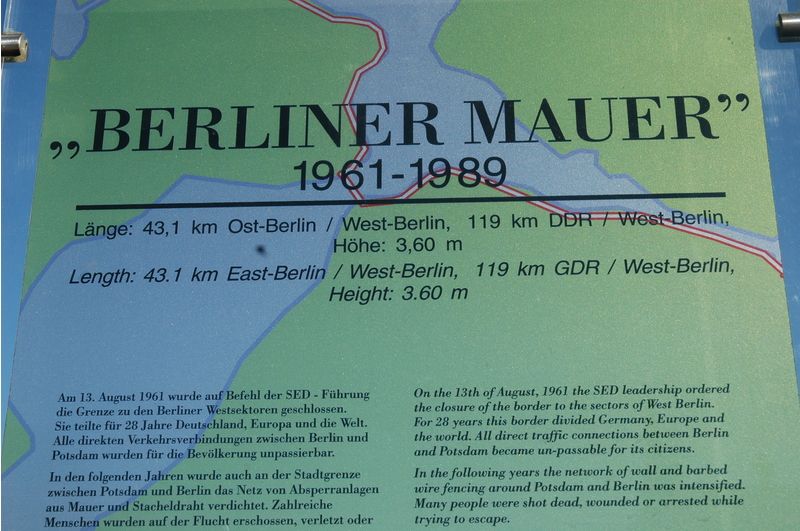 „BERLINER MAUER”
1961-1989
Länge: 43,1 km Ost-Berlin / West-Berlin, 119 km DDR / West-Berlin,
Höhe: 3,60 m
Length: 43.1 km East-Berlin / West-Berlin, 119 km GDR / West-Berlin,
Height: 3.60 m
Am 13. August 1961 wurde auf Befehl der SED - Führung
die Grenze zu den Berliner Westsektoren geschlossen.
Sie teilte für 28 Jahre Deutschland, Europa und die Welt.
Alle direkten Verkehrsverbindungen zwischen Berlin und
Potsdam wurden für die Bevölkerung unpassierbar.
In den folgenden Jahren wurde auch an der Stadtgrenze
zwischen Potsdam und Berlin das Netz von Absperranlagen
aus Mauer und Stacheldraht verdichtet. Zahlreiche
Menschen wurden auf der Flucht erschossen, verletzt oder
On the 13th of August, 1961 the SED leadership ordered
the closure of the border to the sectors of West Berlin.
For 28 years this border divided Germany, Europe and
the world. All direct traffic connections between Berlin
and Potsdam became un-passable for its citizens.
In the following years the network of wall and barbed
wire fencing around Potsdam and Berlin was intensified.
Many people were shot dead, wounded or arrested while
trying to escape.